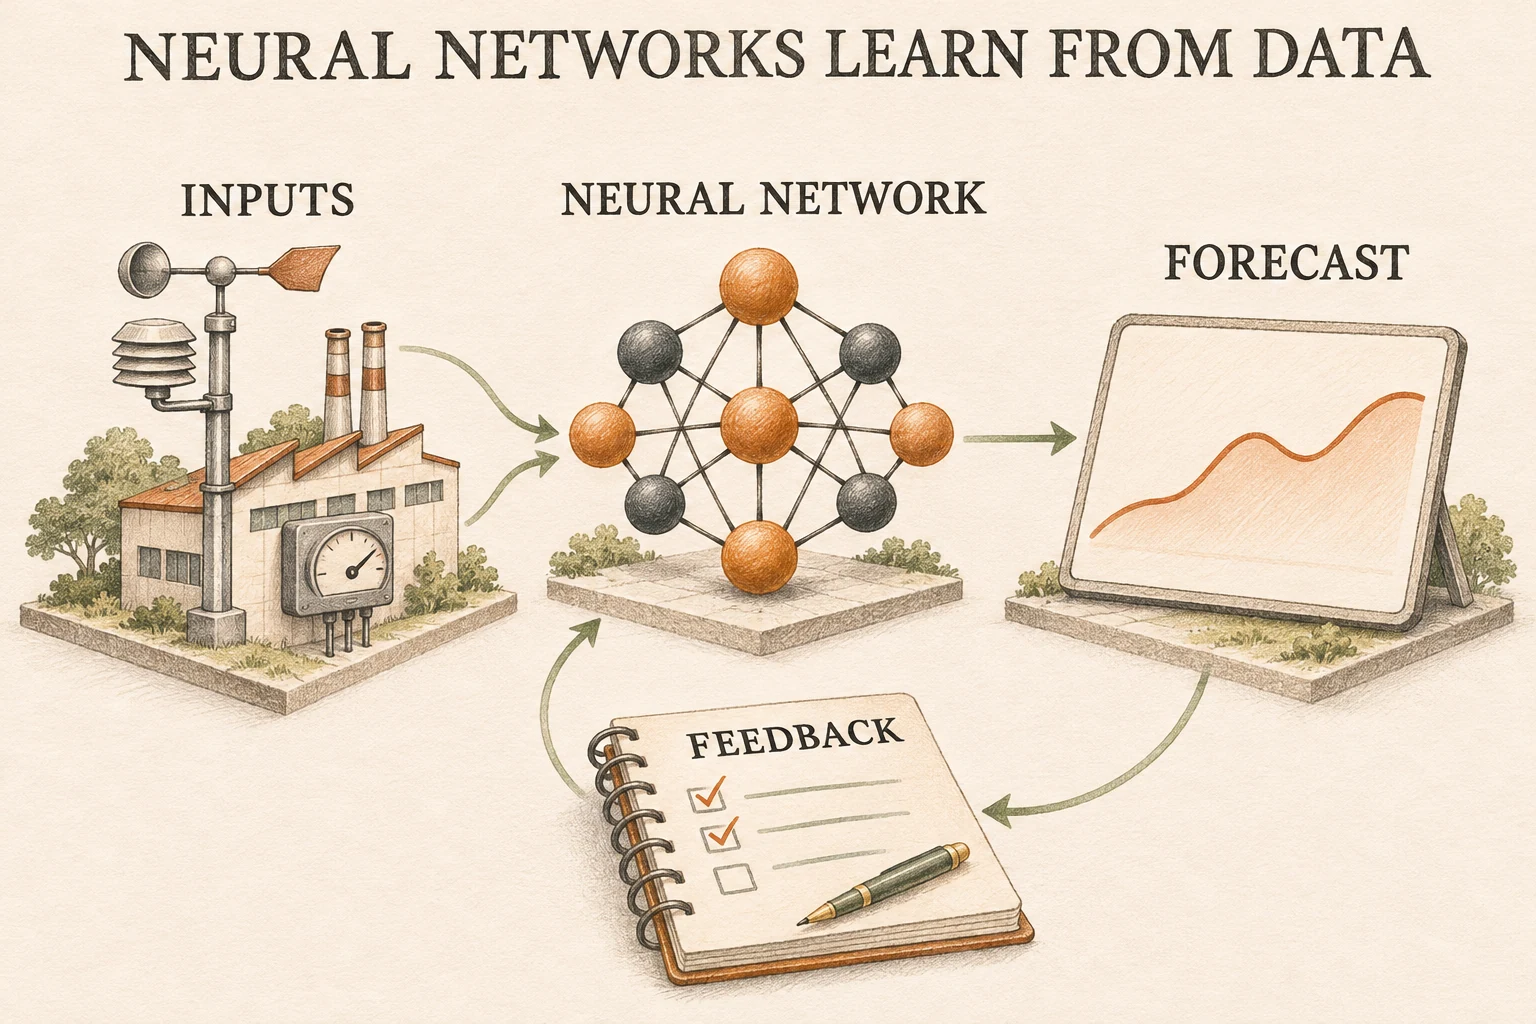 NEURAL NETWORKS LEARN FROM DATA
INPUTS
NEURAL NETWORK
FORECAST
FEEDBACK